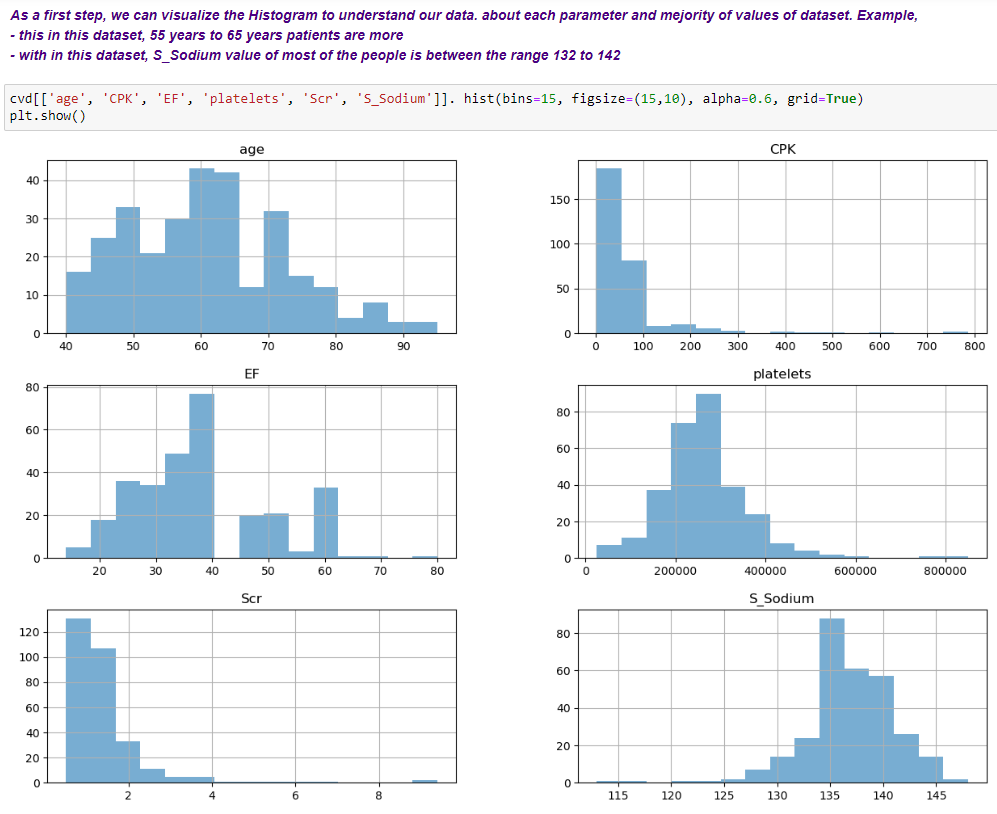 As a first step, we can visualize the Histogram to understand our data. about each parameter and mejority of values of dataset. Example,
- this in this dataset, 55 years to 65 years patients are more
- with in this dataset, S_Sodium value of most of the people is between the range 132 to 142
cvd[['age', 'CPK', 'EF', 'platelets', 'Scr', 'S_Sodium']]. hist(bins=15, figsize=(15,10), alpha=0.6, grid=True)
plt.show()
age
40
30
20
10
0
40 50 60 70 80 90
CPK
150
100
50
0
0 100 200 300 400 500 600 700 800
EF
80
60
40
20
0
20 30 40 50 60 70 80
platelets
80
60
40
20
0
0 200000 400000 600000 800000
Scr
120
100
80
60
40
20
0
2 4 6 8
S_Sodium
80
60
40
20
0
115 120 125 130 135 140 145